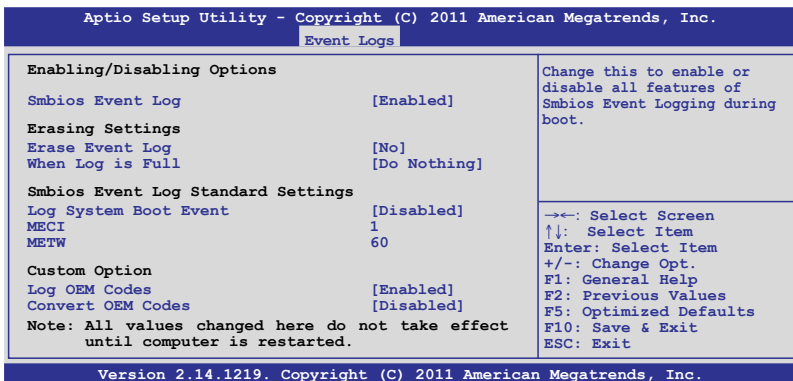 Aptio Setup Utility - Copyright (C) 2011 American Megatrends, Inc.
Event Logs
Enabling/Disabling Options
Smbios Event Log [Enabled]
Erasing Settings
Erase Event Log [No]
When Log is Full [Do Nothing]
Smbios Event Log Standard Settings
Log System Boot Event [Disabled]
MECI 1
METW 60
Custom Option
Log OEM Codes [Enabled]
Convert OEM Codes [Disabled]
Note: All values changed here do not take effect
until computer is restarted.
Change this to enable or
disable all features of
Smbios Event Logging during
boot.
→←: Select Screen
↑↓: Select Item
Enter: Select Item
+/-: Change Opt.
F1: General Help
F2: Previous Values
F5: Optimized Defaults
F10: Save & Exit
ESC: Exit
Version 2.14.1219. Copyright (C) 2011 American Megatrends, Inc.